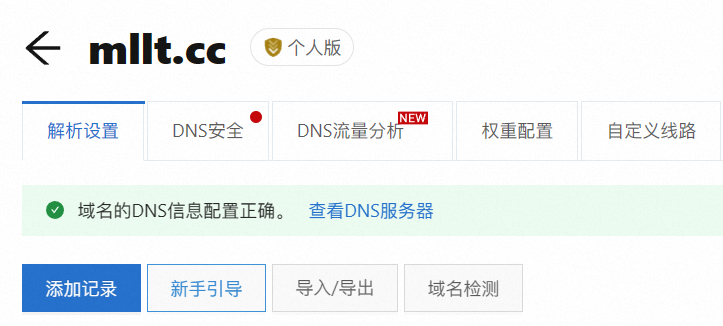 mllt.cc 个人版
解析设置 DNS安全 DNS流量分析 NEW 权重配置 自定义线路
域名的DNS信息配置正确。 查看DNS服务器
添加记录 新手引导 导入/导出 域名检测